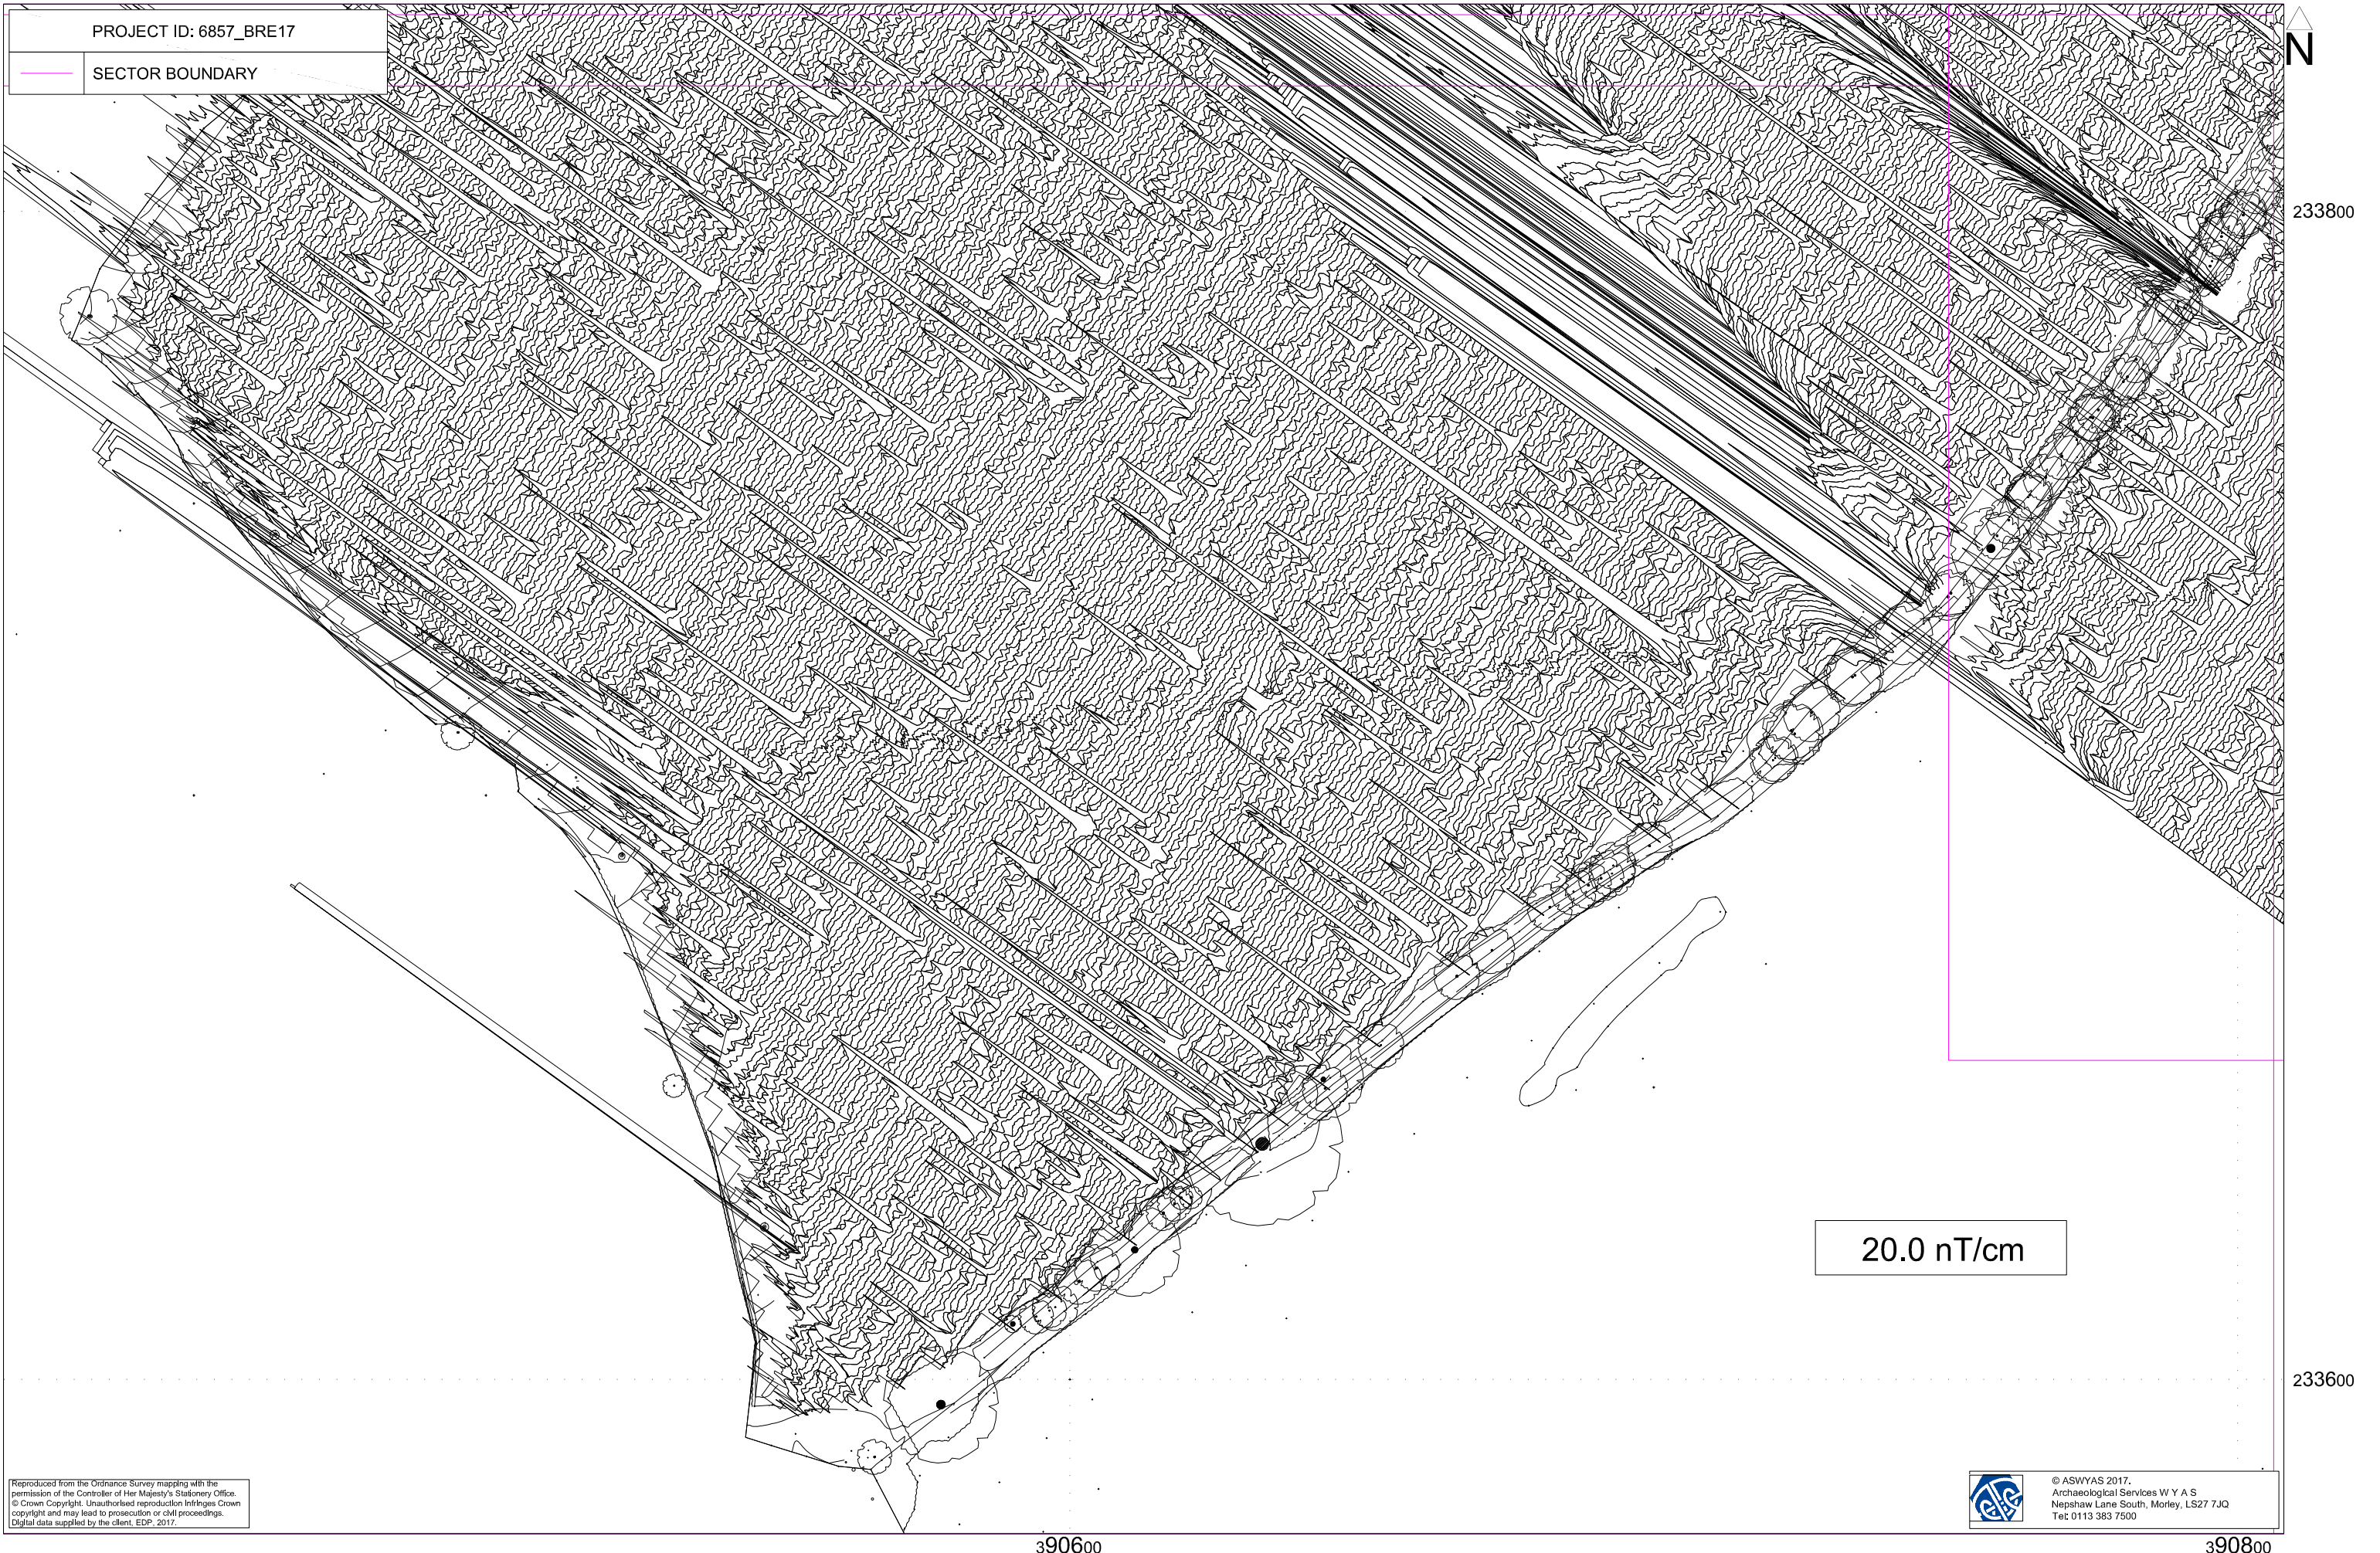 PROJECT ID: 6857_BRE17
SECTOR BOUNDARY
N
233800
20.0 nT/cm
233600
Reproduced from the Ordnance Survey mapping with the
permission of the Controller of Her Majesty's Stationery Office.
© Crown Copyright. Unauthorised reproduction infringes Crown
copyright and may lead to prosecution or civil proceedings.
Digital data supplied by the client, EDP, 2017.
© ASWYAS 2017.
Archaeological Services W Y A S
Nepshaw Lane South, Morley, LS27 7JQ
Tel: 0113 383 7500
390600
390800